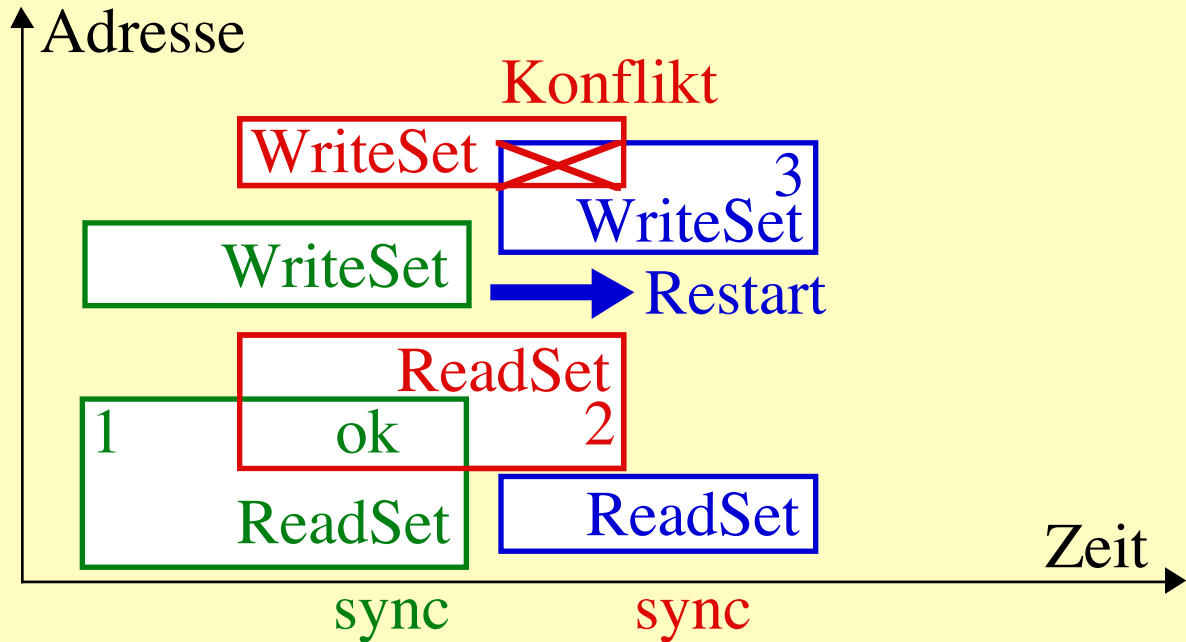 Adresse
Konflikt
WriteSet
3
WriteSet
WriteSet
Restart
ReadSet
1
ok
2
ReadSet
ReadSet
Zeit
sync
sync